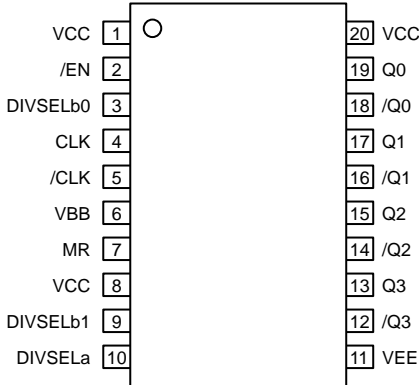 VCC 1 20 VCC
/EN 2 19 Q0
DIVSELb0 3 18 /Q0
CLK 4 17 Q1
/CLK 5 16 /Q1
VBB 6 15 Q2
MR 7 14 /Q2
VCC 8 13 Q3
DIVSELb1 9 12 /Q3
DIVSELa 10 11 VEE